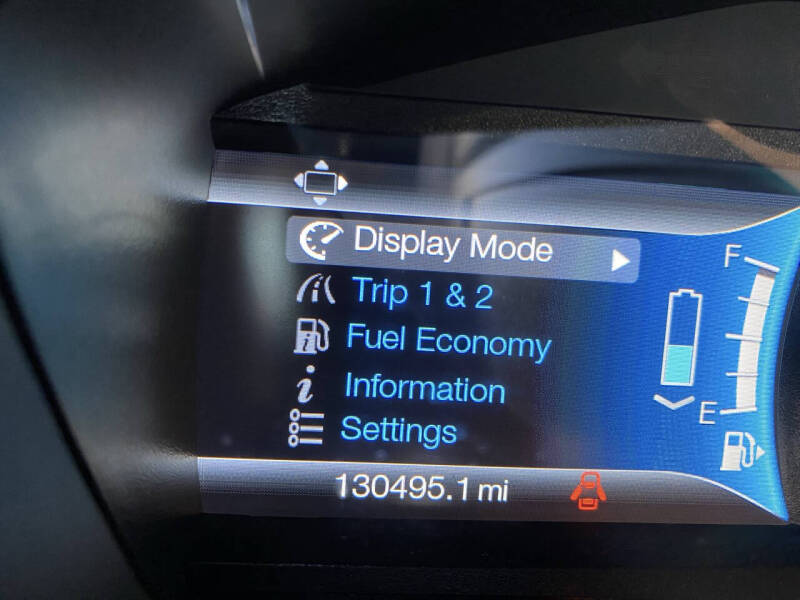 Display Mode
Trip 1 & 2
Fuel Economy
Information
Settings
130495.1 mi
F
E